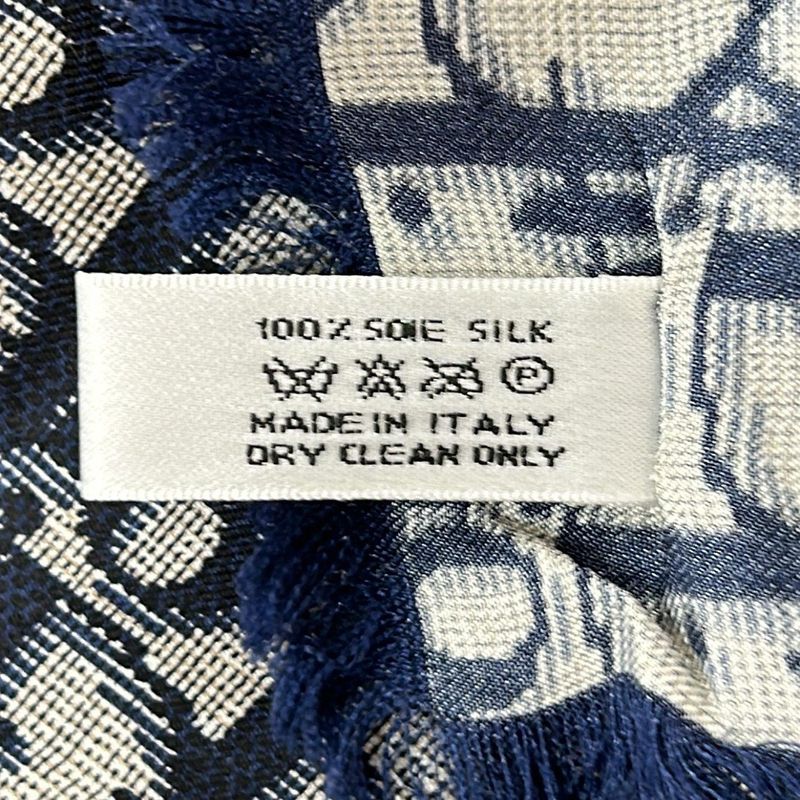 100% SOIE SILK
P
MADE IN ITALY
DRY CLEAN ONLY